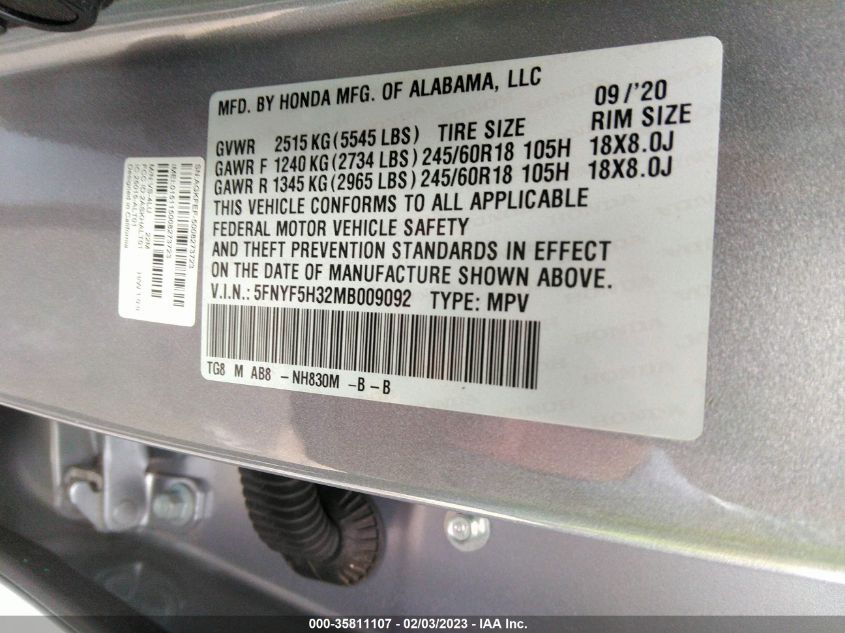 MFD. BY HONDA MFG. OF ALABAMA, LLC 09/'20
GVWR 2515 KG (5545 LBS) TIRE SIZE RIM SIZE
GAWR F 1240 KG (2734 LBS) 245/60R18 105H 18X8.0J
GAWR R 1345 KG (2965 LBS) 245/60R18 105H 18X8.0J
THIS VEHICLE CONFORMS TO ALL APPLICABLE
FEDERAL MOTOR VEHICLE SAFETY
AND THEFT PREVENTION STANDARDS IN EFFECT
ON THE DATE OF MANUFACTURE SHOWN ABOVE.
V.I.N.: 5FNYF5H32MB009092 TYPE: MPV
TG8 M AB8 -NH830M -B-B
Designed in California
000-35811107 - 02/03/2023 - IAA Inc.